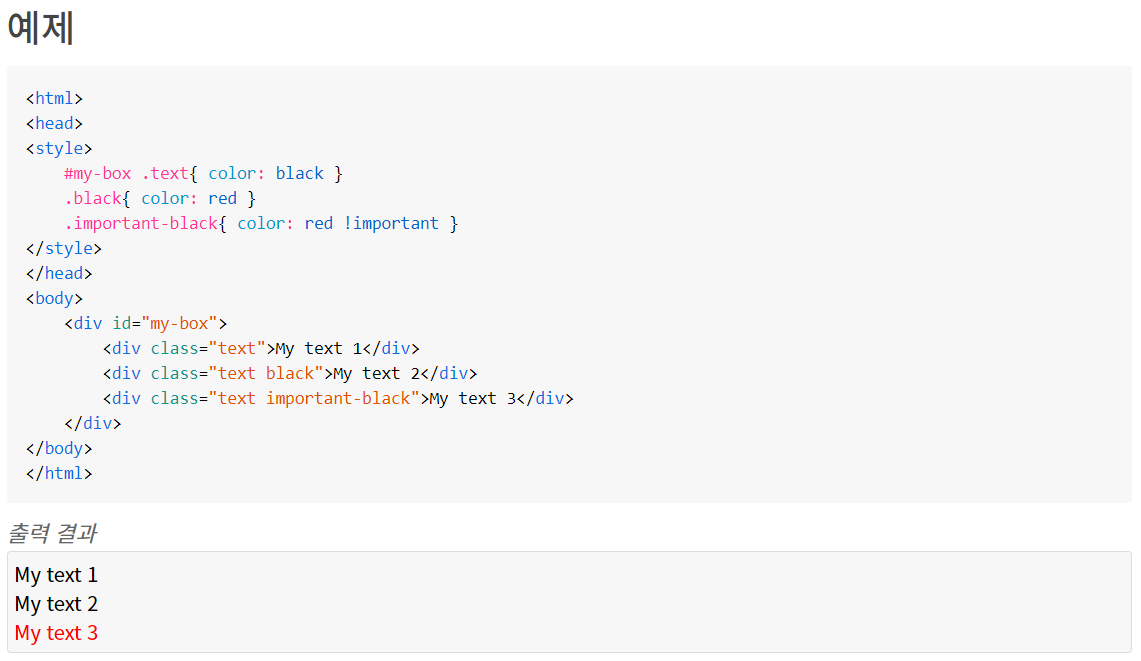 예제
<html>
<head>
<style>
    #my-box .text{ color: black }
    .black{ color: red }
    .important-black{ color: red !important }
</style>
</head>
<body>
    <div id="my-box">
        <div class="text">My text 1</div>
        <div class="text black">My text 2</div>
        <div class="text important-black">My text 3</div>
    </div>
</body>
</html>
출력 결과
My text 1
My text 2
My text 3